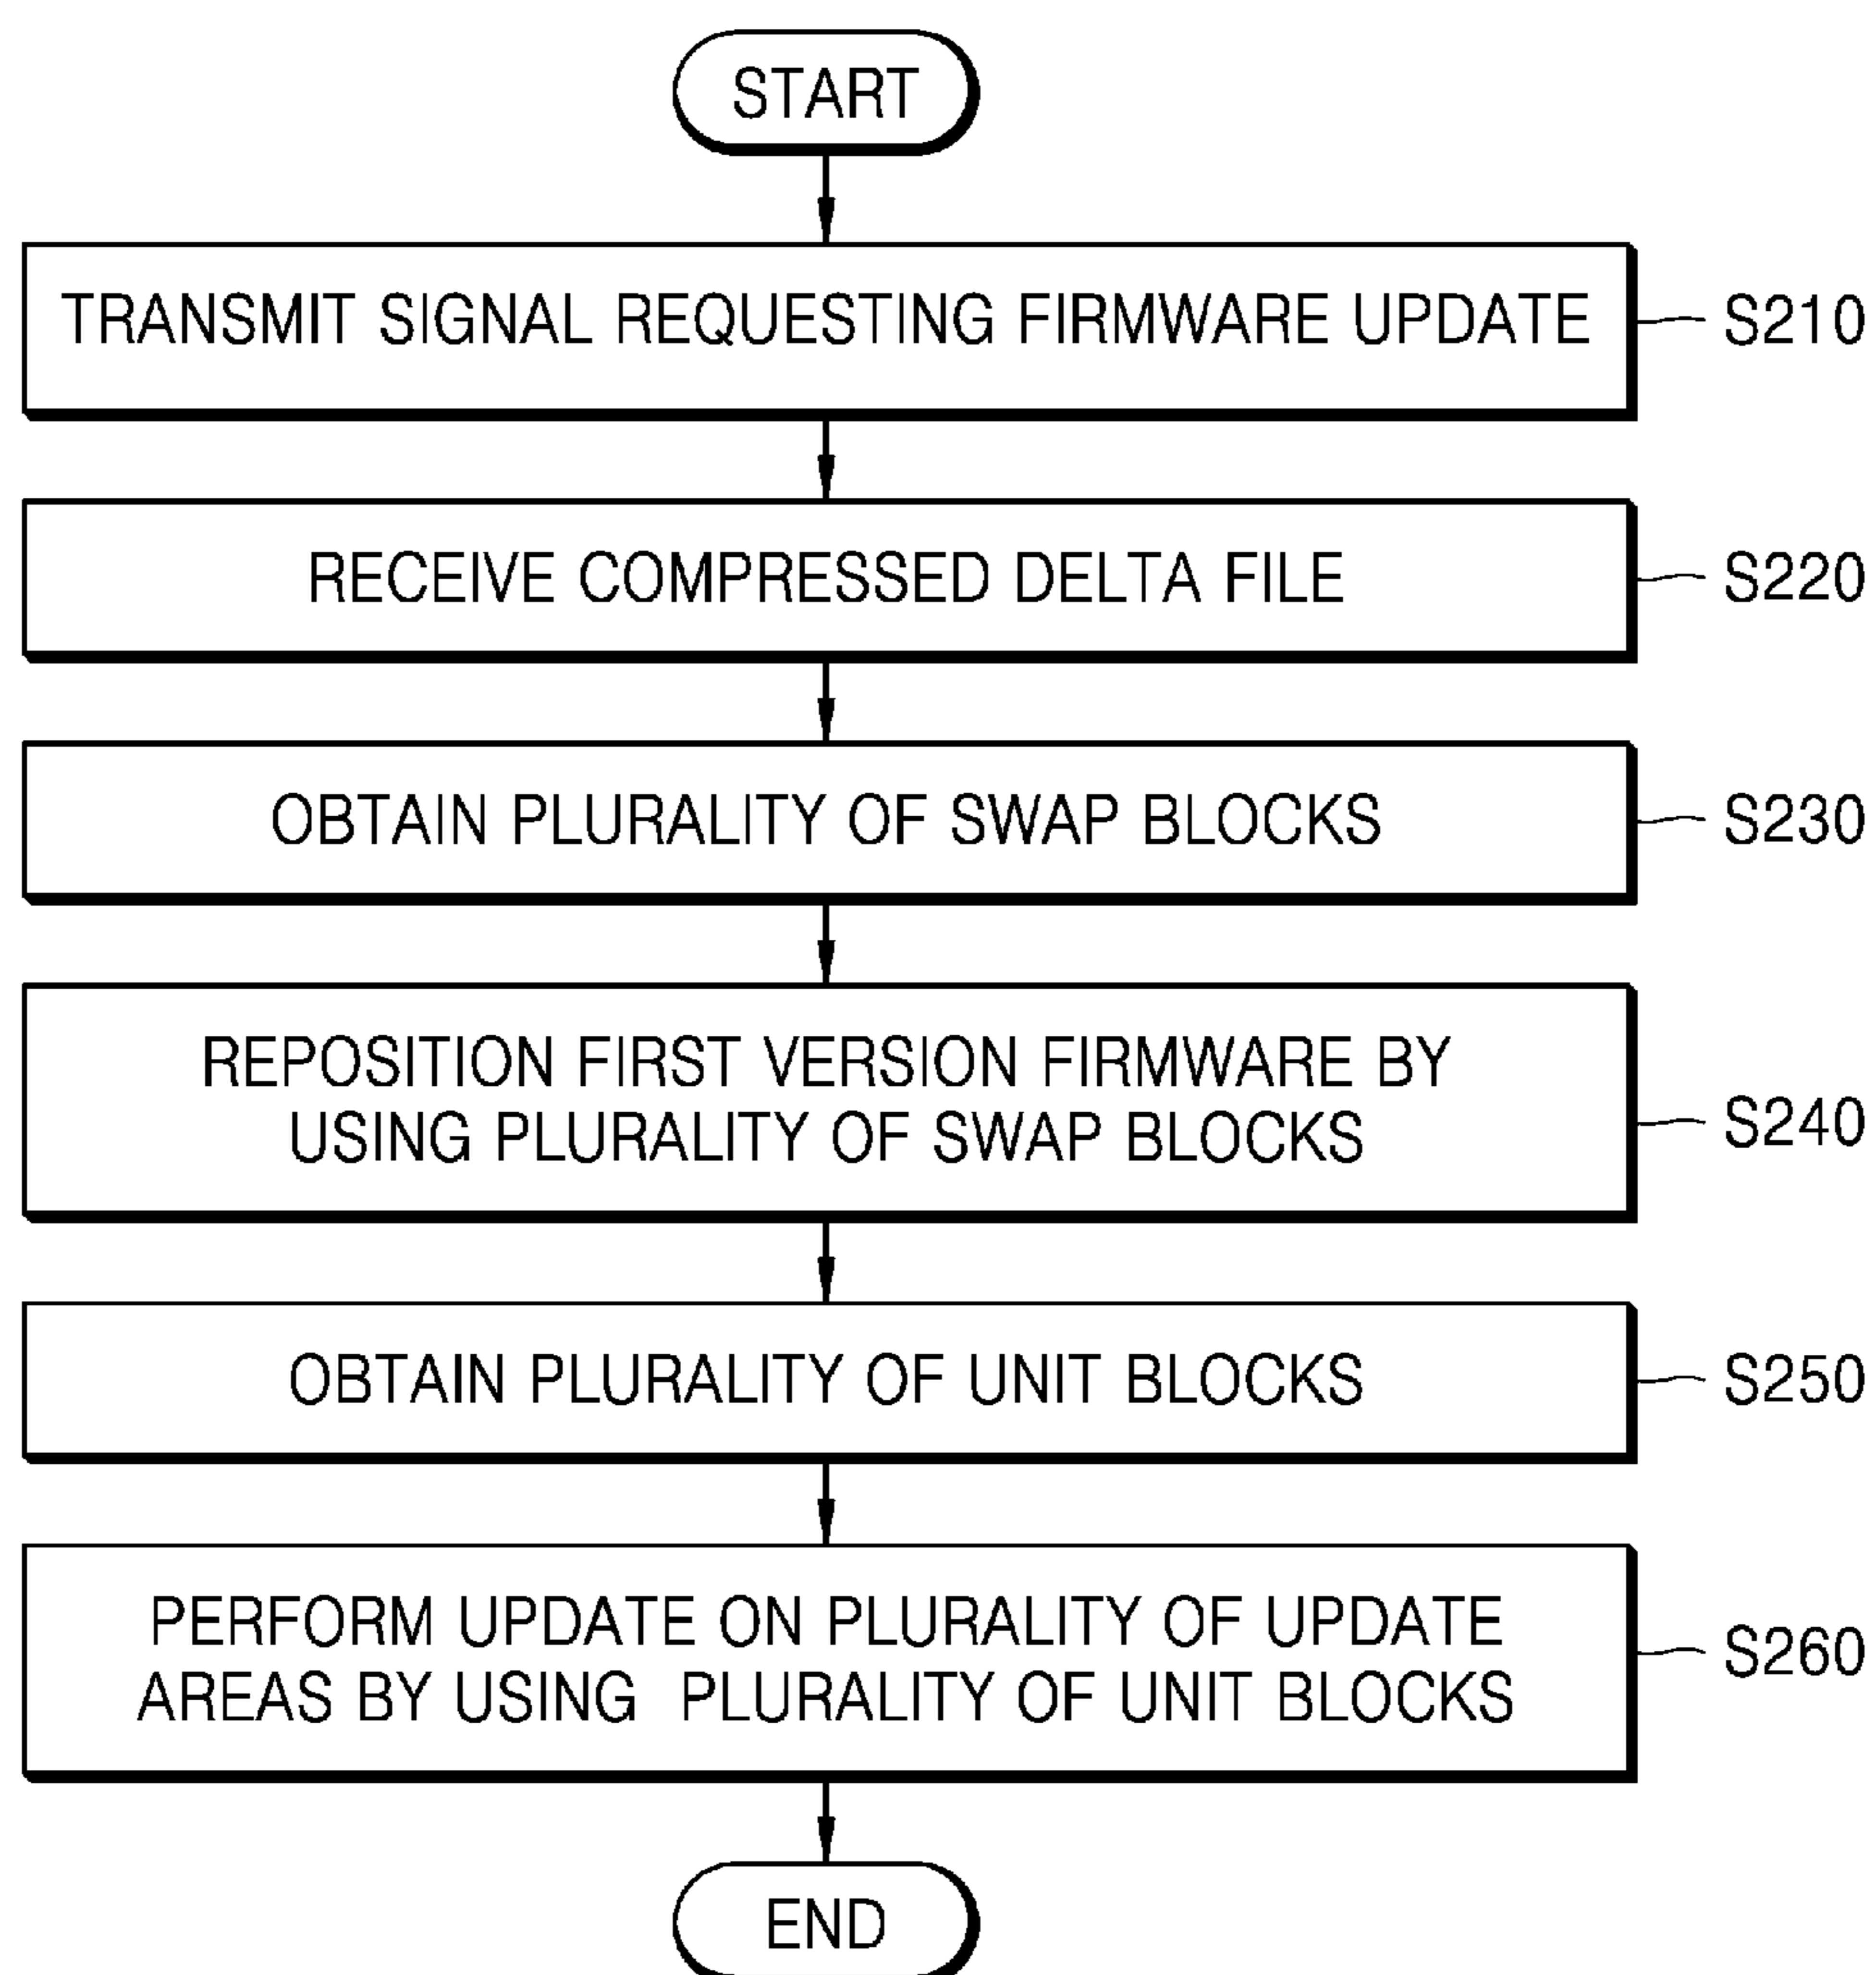 START
TRANSMIT SIGNAL REQUESTING FIRMWARE UPDATE
S210
RECEIVE COMPRESSED DELTA FILE
S220
OBTAIN PLURALITY OF SWAP BLOCKS
S230
REPOSITION FIRST VERSION FIRMWARE BY
USING PLURALITY OF SWAP BLOCKS
S240
OBTAIN PLURALITY OF UNIT BLOCKS
S250
PERFORM UPDATE ON PLURALITY OF UPDATE
AREAS BY USING PLURALITY OF UNIT BLOCKS
S260
END